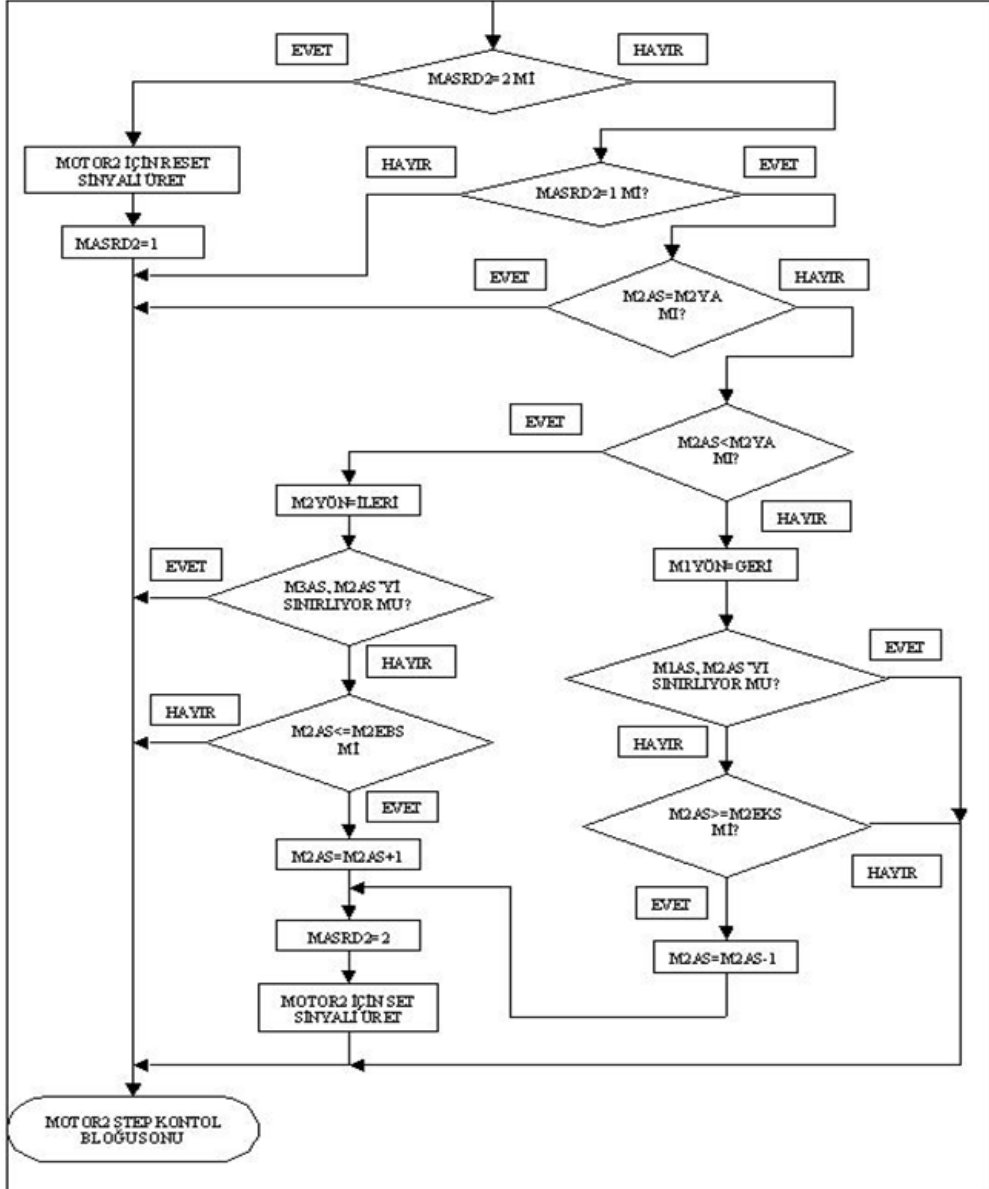 EVET
HAYIR
MASRD2=2 Mİ
MOTOR2 İÇİN RESET
SİNYALİ ÜRET
HAYIR
EVET
MASRD2=1 Mİ?
MASRD2=1
EVET
HAYIR
M2AS=M2YA
MI?
EVET
M2AS<M2YA
MI?
M2YÖN=İLERİ
HAYIR
EVET
M1YÖN=GERİ
M3AS, M2AS'Yİ
SINIRLIYOR MU?
EVET
HAYIR
M1AS, M2AS'YI
SINIRLIYOR MU?
HAYIR
M2AS<=M2EBS
Mİ
HAYIR
EVET
M2AS>=M2EKS
Mİ?
M2AS=M2AS+1
HAYIR
EVET
MASRD2=2
M2AS=M2AS-1
MOTOR2 İÇİN SET
SİNYALİ ÜRET
MOTOR2 STEP KONTOL
BLOĞUSONU